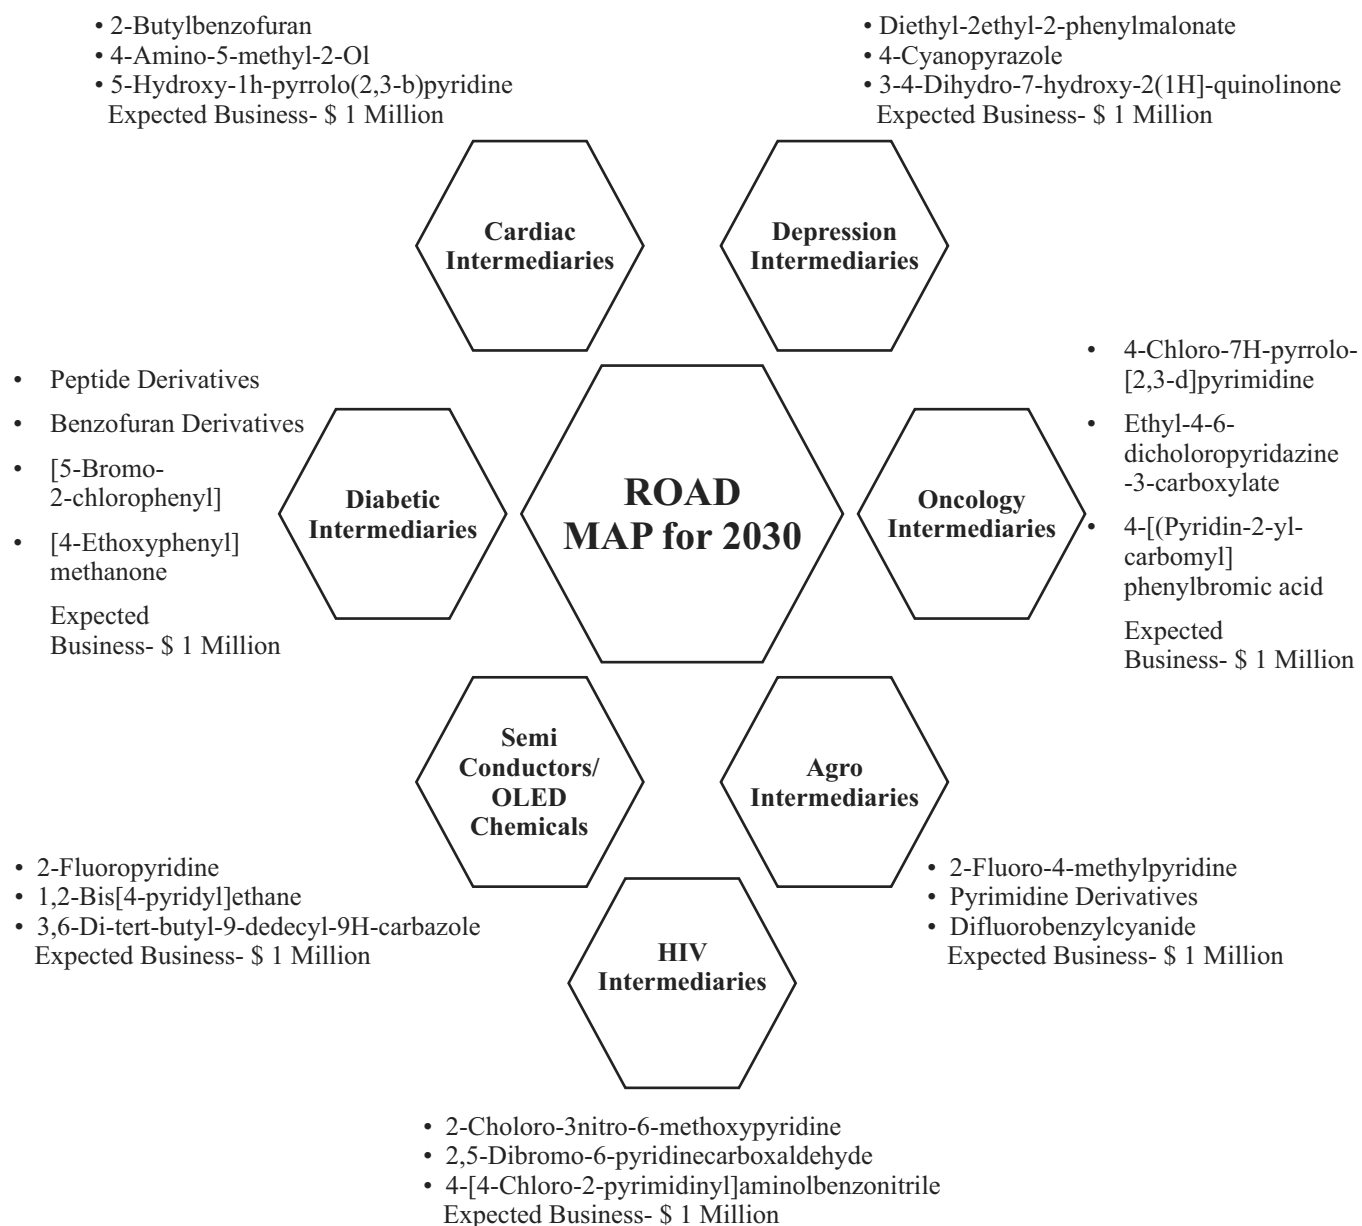 • 2-Butylbenzofuran
• 4-Amino-5-methyl-2-Ol
• 5-Hydroxy-1h-pyrrolo(2,3-b)pyridine
Expected Business- $ 1 Million
• Diethyl-2ethyl-2-phenylmalonate
• 4-Cyanopyrazole
• 3-4-Dihydro-7-hydroxy-2(1H]-quinolinone
Expected Business- $ 1 Million
Cardiac
Intermediaries
Depression
Intermediaries
• Peptide Derivatives
• Benzofuran Derivatives
• [5-Bromo-
2-chlorophenyl]
• [4-Ethoxyphenyl]
methanone
Expected
Business- $ 1 Million
Diabetic
Intermediaries
ROAD
MAP for 2030
Oncology
Intermediaries
• 4-Chloro-7H-pyrrolo-
[2,3-d]pyrimidine
• Ethyl-4-6-
dicholoropyridazine
-3-carboxylate
• 4-[(Pyridin-2-yl-
carbomyl]
phenylbromic acid
Expected
Business- $ 1 Million
Semi
Conductors/
OLED
Chemicals
Agro
Intermediaries
• 2-Fluoropyridine
• 1,2-Bis[4-pyridyl]ethane
• 3,6-Di-tert-butyl-9-dedecyl-9H-carbazole
Expected Business- $ 1 Million
HIV
Intermediaries
• 2-Fluoro-4-methylpyridine
• Pyrimidine Derivatives
• Difluorobenzylcyanide
Expected Business- $ 1 Million
• 2-Choloro-3nitro-6-methoxypyridine
• 2,5-Dibromo-6-pyridinecarboxaldehyde
• 4-[4-Chloro-2-pyrimidinyl]aminolbenzonitrile
Expected Business- $ 1 Million